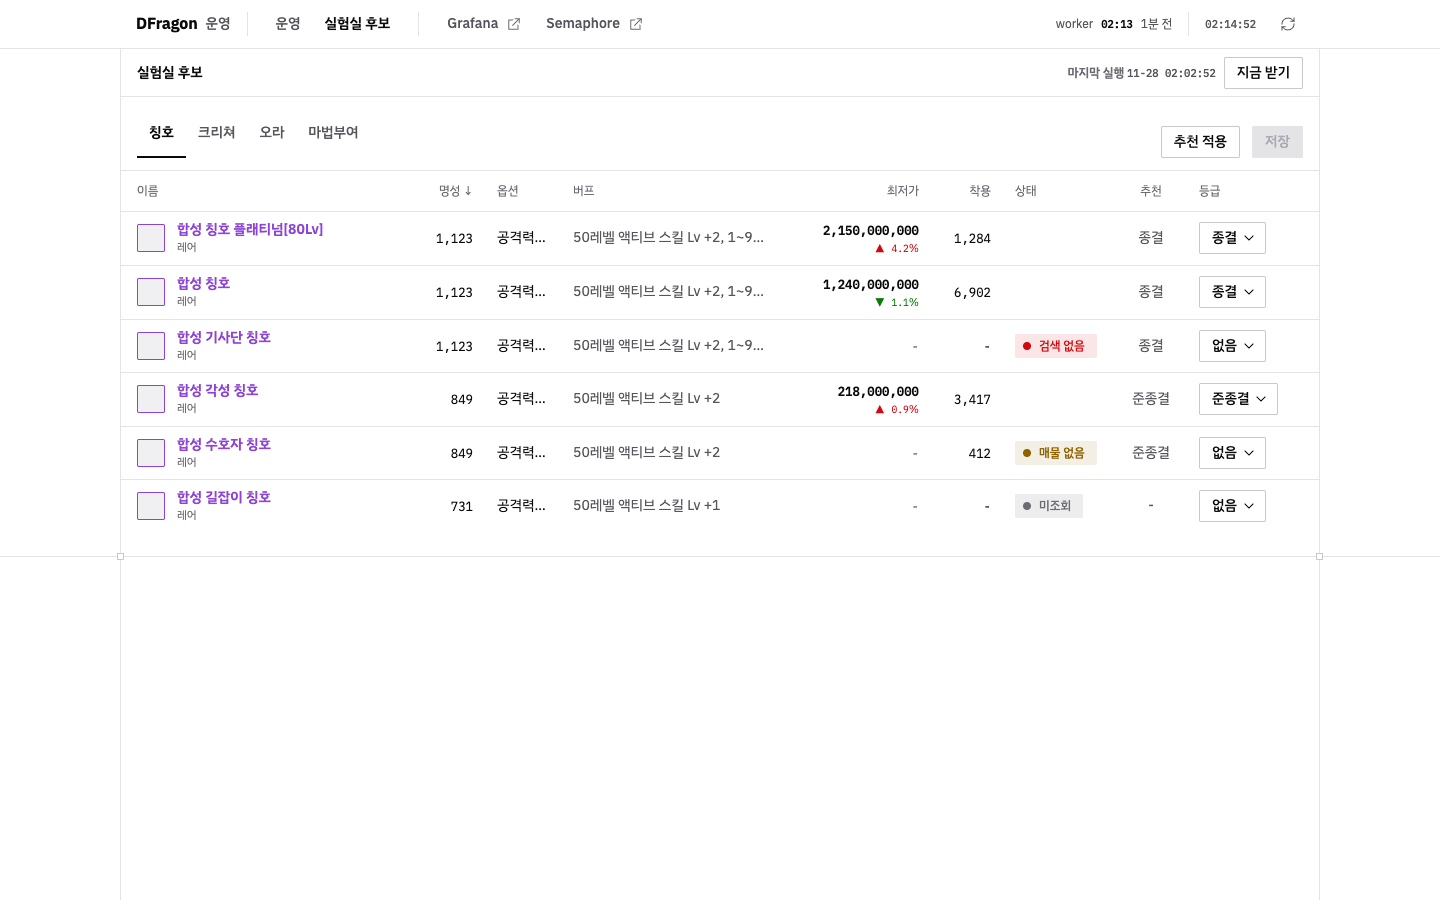 DFragon 운영 운영 실험실 후보 Grafana Semaphore worker 02:13 1분 전 02:14:52
실험실 후보 마지막 실행 11-28 02:02:52 지금 받기
칭호 크리쳐 오라 마법부여 추천 적용 저장
이름 명성 ↓ 옵션 버프 최저가 착용 상태 추천 등급
합성 칭호 플래티넘[80Lv]
레어
1,123 공격력... 50레벨 액티브 스킬 Lv +2, 1~9... 2,150,000,000
▲ 4.2%
1,284 종결 종결
합성 칭호
레어
1,123 공격력... 50레벨 액티브 스킬 Lv +2, 1~9... 1,240,000,000
▼ 1.1%
6,902 종결 종결
합성 기사단 칭호
레어
1,123 공격력... 50레벨 액티브 스킬 Lv +2, 1~9... - - 검색 없음 종결 없음
합성 각성 칭호
레어
849 공격력... 50레벨 액티브 스킬 Lv +2 218,000,000
▲ 0.9%
3,417 준종결 준종결
합성 수호자 칭호
레어
849 공격력... 50레벨 액티브 스킬 Lv +2 - 412 매물 없음 준종결 없음
합성 길잡이 칭호
레어
731 공격력... 50레벨 액티브 스킬 Lv +1 - - 미조회 - 없음